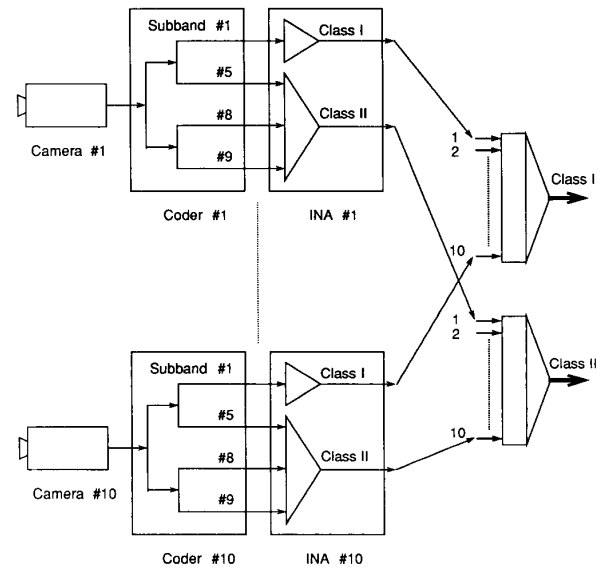 Subband #1
#5
#8
#9
Class I
Class II
Camera #1
Coder #1
INA #1
1
2
10
Class I
1
2
10
Class II
Subband #1
#5
#8
#9
Class I
Class II
Camera #10
Coder #10
INA #10